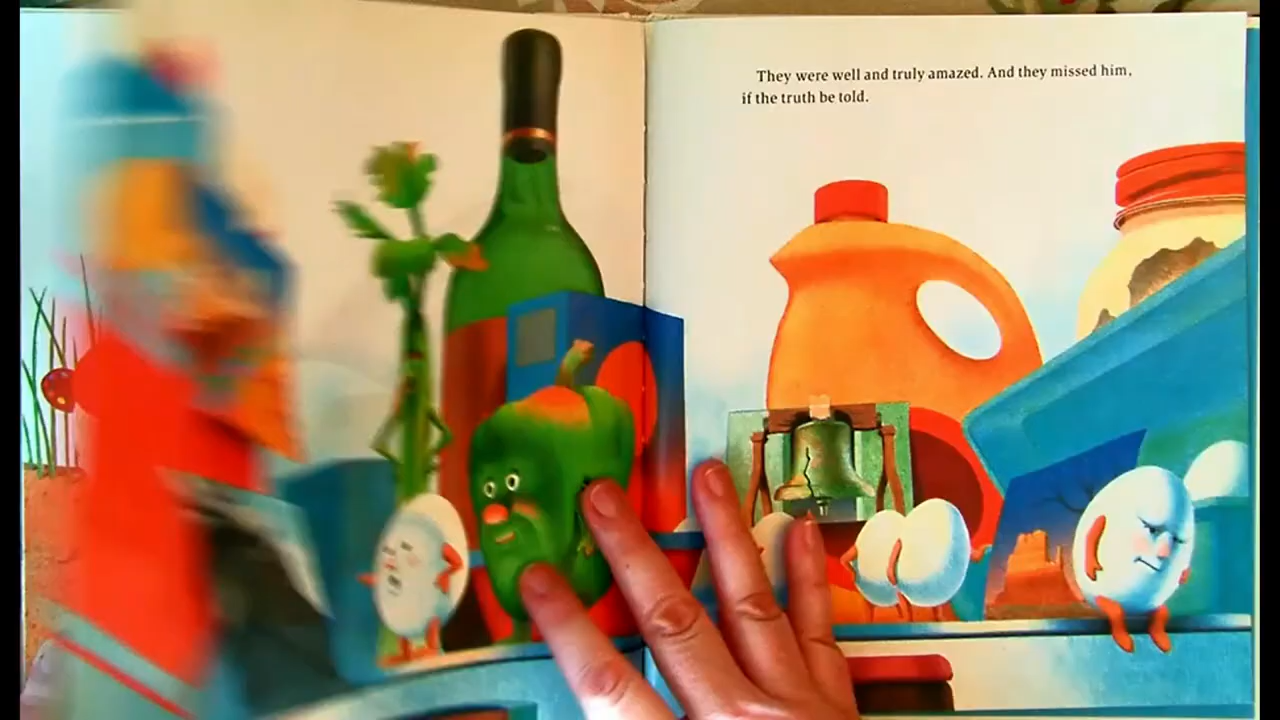 They were well and truly amazed. And they missed him,
if the truth be told.